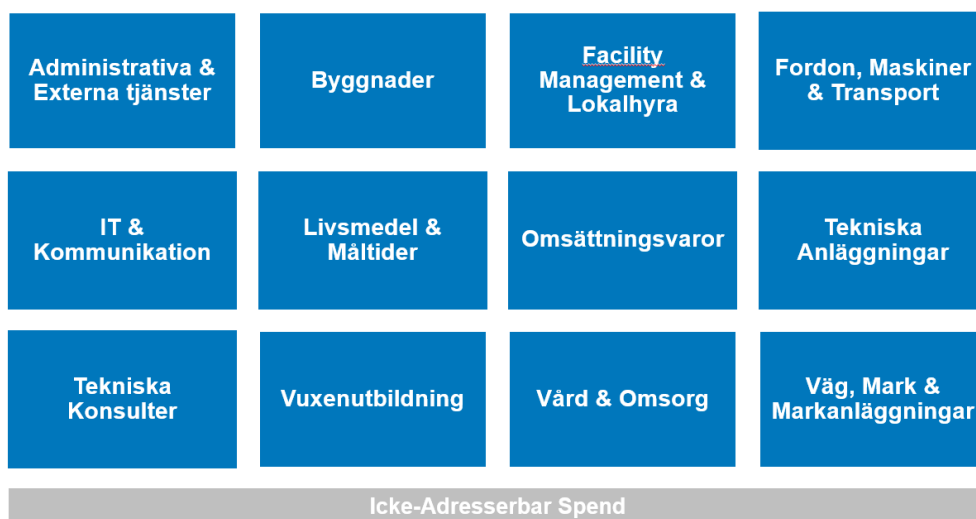 Administrativa &
Externa tjänster
Byggnader
Facility
Management &
Lokalhyra
Fordon, Maskiner
& Transport
IT &
Kommunikation
Livsmedel &
Måltider
Omsättningsvaror
Tekniska
Anläggningar
Tekniska
Konsulter
Vuxenutbildning
Vård & Omsorg
Väg, Mark &
Markanläggningar
Icke-Adresserbar Spend